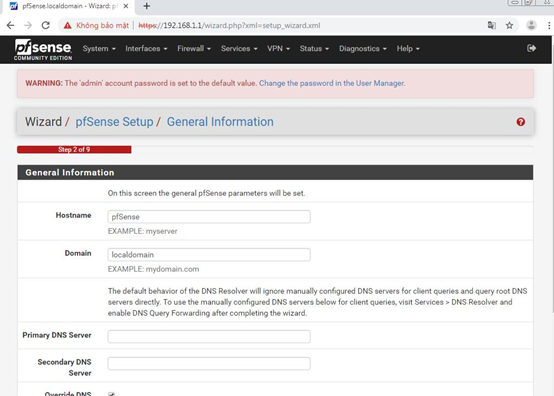 pfSense.localdomain - Wizard: p
Không bảo mật | https://192.168.1.1/wizard.php?xml=setup_wizard.xml
pfsense
COMMUNITY EDITION
System Interfaces Firewall Services VPN Status Diagnostics Help
WARNING: The 'admin' account password is set to the default value. Change the password in the User Manager.
Wizard / pfSense Setup / General Information
Step 2 of 9
General Information
On this screen the general pfSense parameters will be set.
Hostname pfSense
EXAMPLE: myserver
Domain localdomain
EXAMPLE: mydomain.com
The default behavior of the DNS Resolver will ignore manually configured DNS servers for client queries and query root DNS
servers directly. To use the manually configured DNS servers below for client queries, visit Services > DNS Resolver and
enable DNS Query Forwarding after completing the wizard.
Primary DNS Server
Secondary DNS
Server
Override DNS